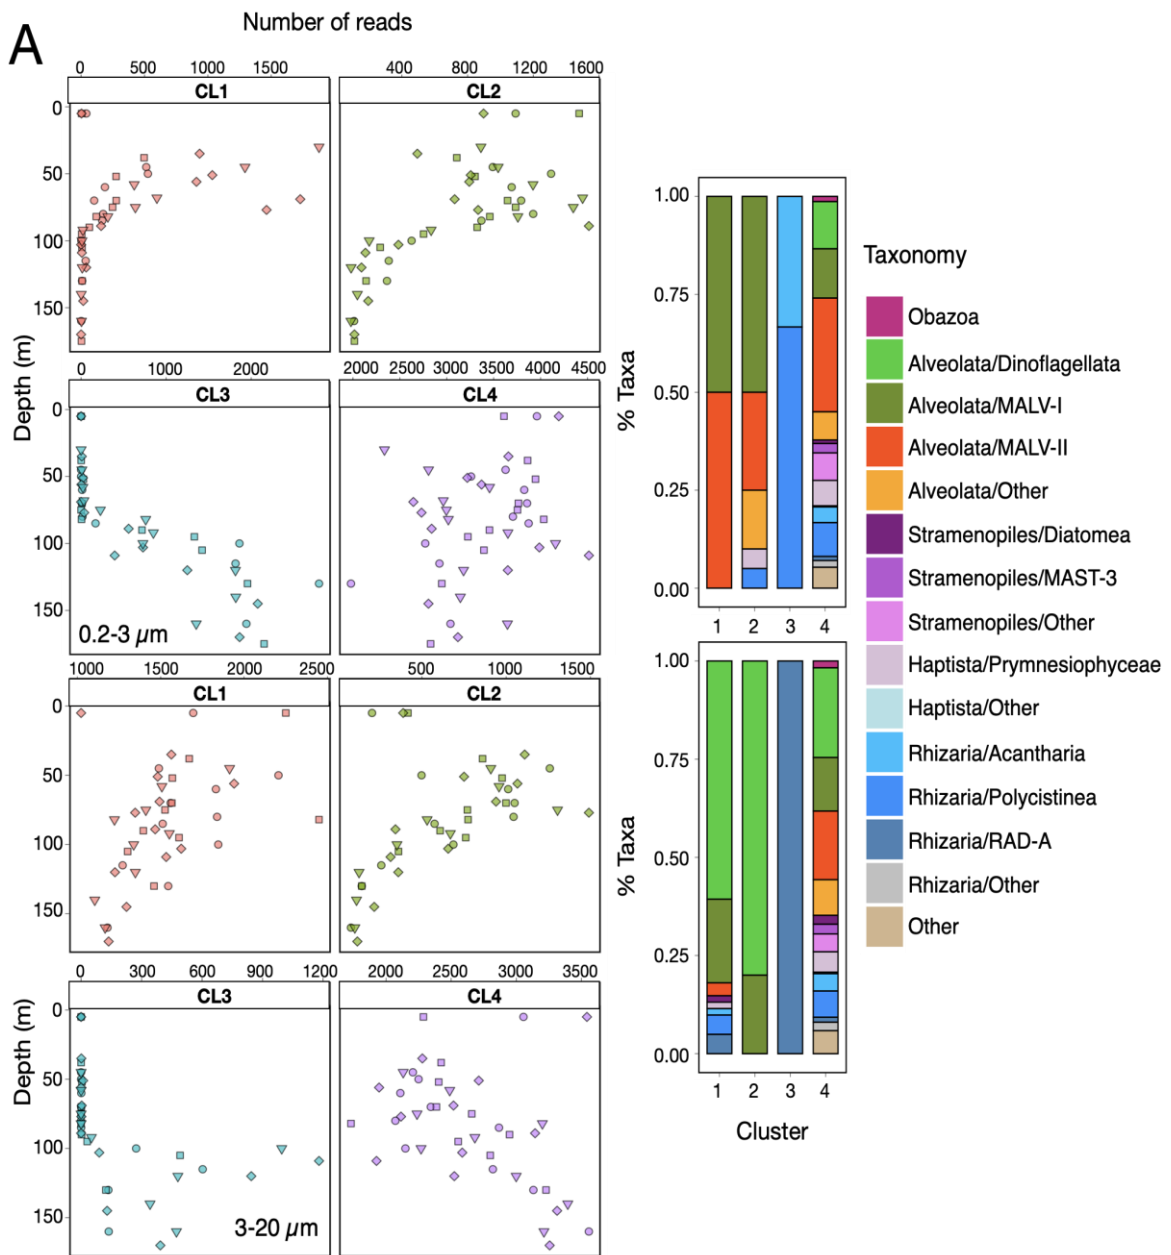 A
Number of reads
0 500 1000 1500
400 800 1200 1600
CL1
CL2
0
50
100
150
Depth (m)
0 1000 2000
2000 2500 3000 3500 4000 4500
CL3
CL4
0
50
100
150
0.2-3 µm
1000 1500 2000 2500
500 1000 1500
CL1
CL2
0
50
100
150
0 300 600 900 1200
2000 2500 3000 3500
CL3
CL4
Depth (m)
0
50
100
150
3-20 µm
% Taxa
1.00
0.75
0.50
0.25
0.00
1 2 3 4
% Taxa
1.00
0.75
0.50
0.25
0.00
1 2 3 4
Cluster
Taxonomy
Obazoa
Alveolata/Dinoflagellata
Alveolata/MALV-I
Alveolata/MALV-II
Alveolata/Other
Stramenopiles/Diatomea
Stramenopiles/MAST-3
Stramenopiles/Other
Haptista/Prymnesiophyceae
Haptista/Other
Rhizaria/Acantharia
Rhizaria/Polycistinea
Rhizaria/RAD-A
Rhizaria/Other
Other